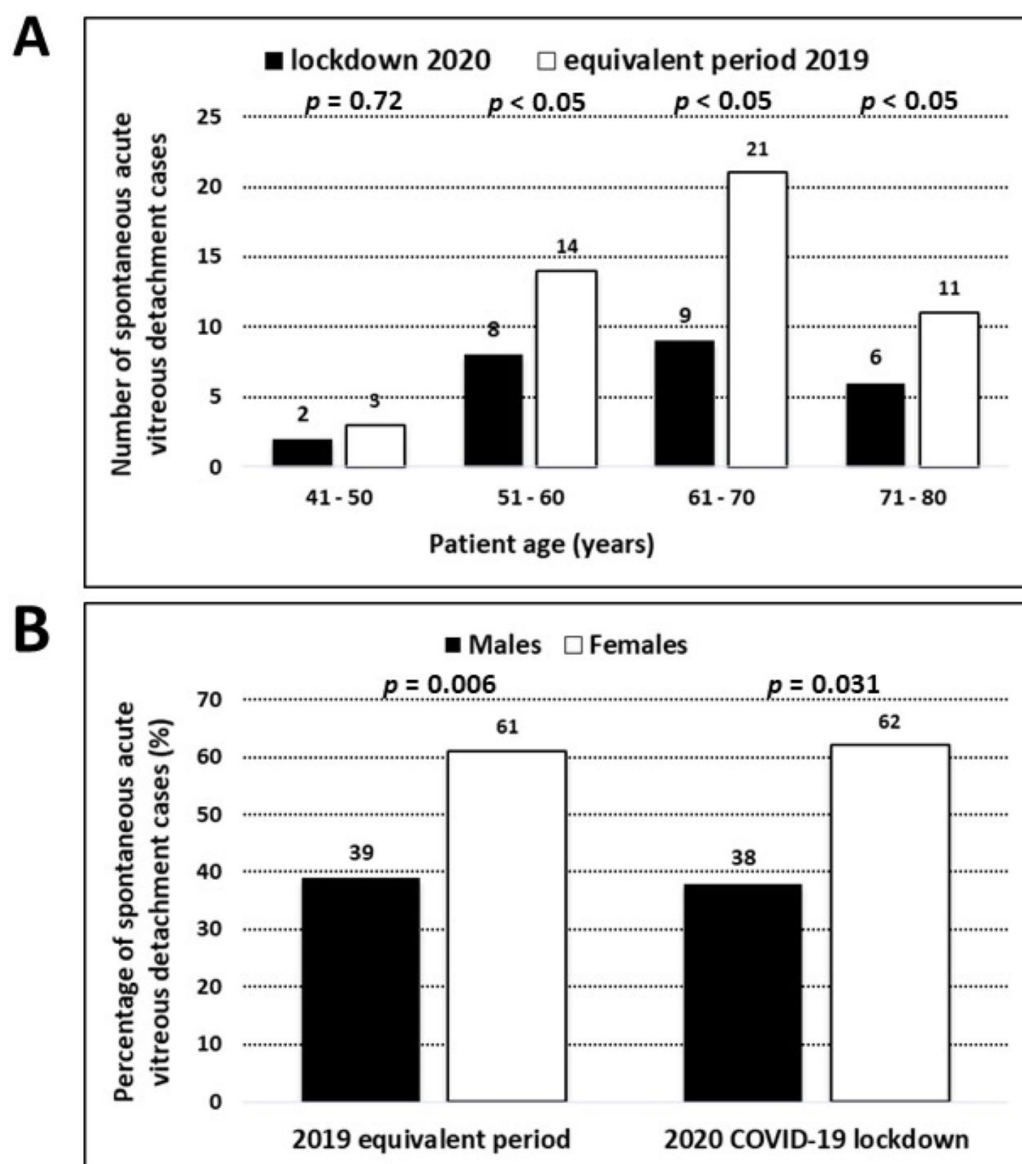 A
lockdown 2020 equivalent period 2019
p = 0.72 p < 0.05 p < 0.05 p < 0.05
Number of spontaneous acute
vitreous detachment cases
25
20
15
10
5
0
2 3 8 14 9 21 6 11
41 - 50 51 - 60 61 - 70 71 - 80
Patient age (years)
B
Males Females
p = 0.006 p = 0.031
Percentage of spontaneous acute
vitreous detachment cases (%)
70
60
50
40
30
20
10
0
39 61 38 62
2019 equivalent period 2020 COVID-19 lockdown